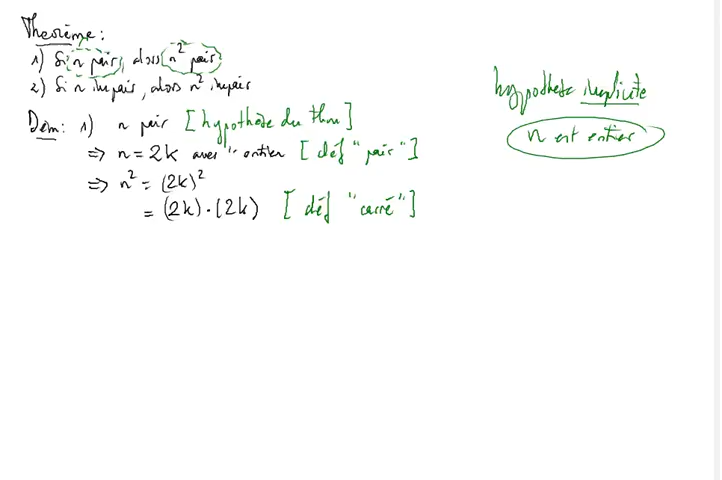 Théorème:
1) Si n pair, alors n² pair
2) Si n impair, alors n² impair
Dém: 1) n pair [hypothèse du thm]
⇒ n = 2k avec " entier [déf "pair"]
⇒ n² = (2k)²
= (2k)·(2k) [déf "carré"]
hypothèse implicite
n est entier